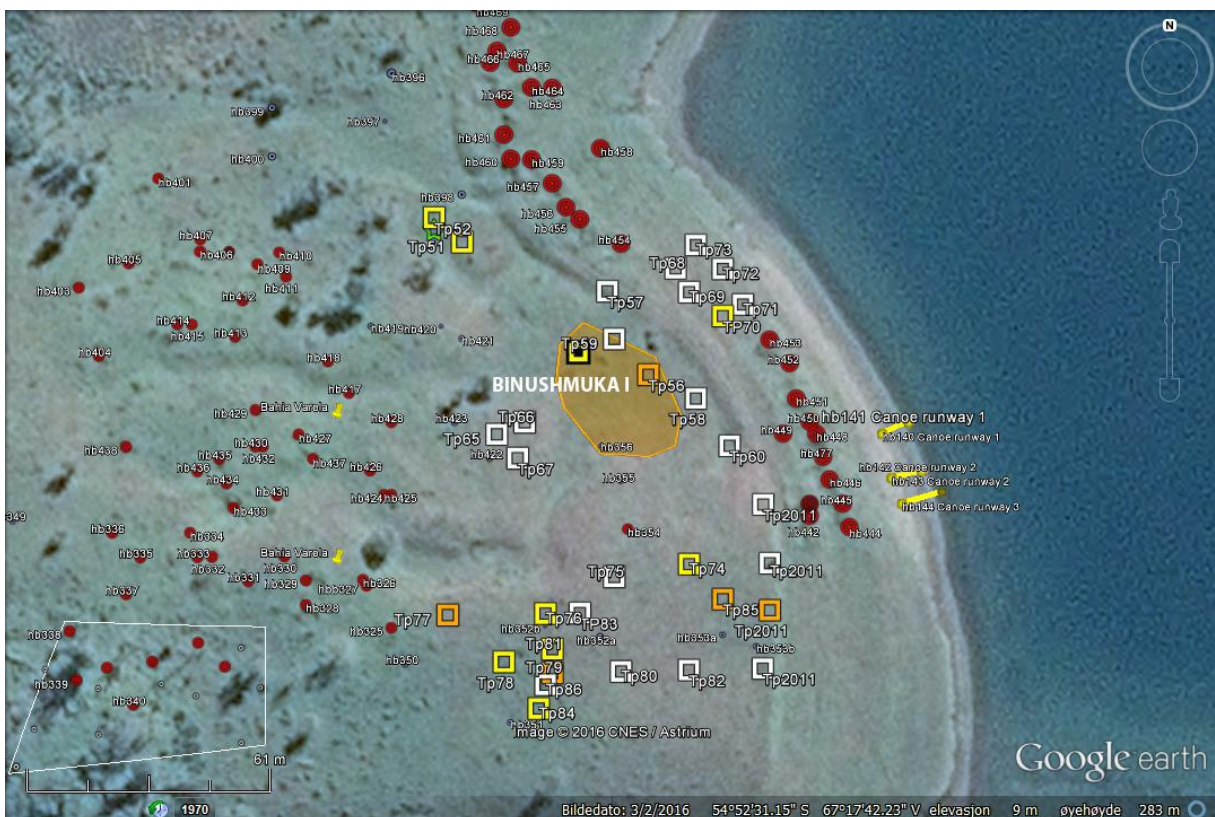 hb469
hb468
N
hb467
hb466
hb465
hb396
hb464
hb462
hb463
hb399
hb397
hb461
hb458
hb400
hb460
hb459
hb401
hb457
hb398
hb456
hb455
Tp52
hb407
Tp51
hb454
Tp73
hb406
hb410
hb405
hb409
Tp68
Tp72
hb403
hb411
hb412
Tp57
Tp69
Tp71
hb414
hb419
hb420
TP70
hb415
hb413
hb421
Tp59
hb453
hb404
hb418
hb452
BINUSHMUKA I
Tp56
hb417
hb451
hb429
Bahia Varela
hb428
hb423
Tp66
Tp58
hb450
hb141 Canoe runway 1
hb430
hb427
Tp65
hb449
hb448
hb140 Canoe runway 1
hb438
hb435
hb432
hb437
hb422
hb356
Tp60
hb477
hb436
hb426
Tp67
hb142 Canoe runway 2
hb434
hb355
hb446
hb143 Canoe runway 2
hb431
hb424
hb425
hb433
Tp2011
hb445
hb144 Canoe runway 3
349
hb336
hb334
hb354
hb442
hb444
hb335
hb333
Bahia Varela
hb332
hb330
Tp74
Tp2011
hb331
hb329
hbb327
hb326
Tp75
hb337
hb328
Tp85
Tp77
Tp76
TP83
hb338
hb325
hb352b
hb352a
hb353a
Tp2011
Tp81
hb353b
hb350
Tp79
hb339
Tp78
Tp86
Tp80
Tp82
Tp2011
hb340
Tp84
hb351
Image © 2016 CNES / Astrium
61 m
Google earth
1970
Bildedato: 3/2/2016 54°52'31.15" S 67°17'42.23" V elevasjon 9 m øyehøyde 283 m